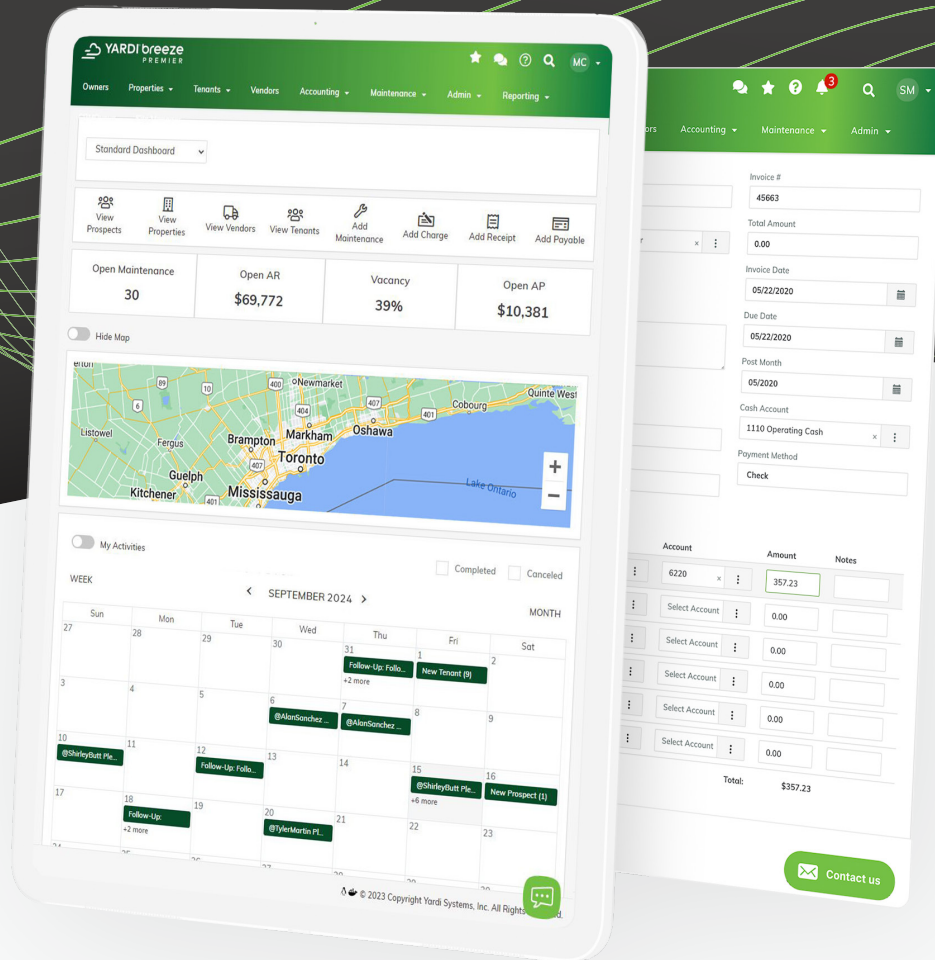 YARDI breeze
PREMIER
MC
Owners Properties Tenants Vendors Accounting Maintenance Admin Reporting
Standard Dashboard
View Prospects
View Properties
View Vendors
View Tenants
Add Maintenance
Add Charge
Add Receipt
Add Payable
Open Maintenance
30
Open AR
$69,772
Vacancy
39%
Open AP
$10,381
Hide Map
89
10
400
Newmarket
Quinte West
6
404
407
401
Cobourg
Listowel
Fergus
Brampton
Markham
Oshawa
407
Toronto
Guelph
Kitchener
401
Mississauga
Lake Ontario
+
−
My Activities
Completed
Canceled
WEEK
< SEPTEMBER 2024 >
MONTH
Sun Mon Tue Wed Thu Fri Sat
27 28 29 30 31 1 2
Follow-Up: Follo...
+2 more
New Tenant (9)
3 4 5 6 7 8 9
@AlanSanchez ...
@AlanSanchez ...
10 11 12 13 14 15 16
@ShirleyButt Ple...
Follow-Up: Follo...
@ShirleyButt Ple...
+6 more
New Prospect (1)
17 18 19 20 21 22 23
Follow-Up:
+2 more
@TylerMartin Pl...
© 2023 Copyright Yardi Systems, Inc. All Rights
3
SM
Accounting Maintenance Admin
Invoice #
45663
Total Amount
0.00
Invoice Date
05/22/2020
Due Date
05/22/2020
Post Month
05/2020
Cash Account
1110 Operating Cash ×
Payment Method
Check
Account Amount Notes
6220 × 357.23
Select Account 0.00
Select Account 0.00
Select Account 0.00
Select Account 0.00
Select Account 0.00
Total: $357.23
Contact us